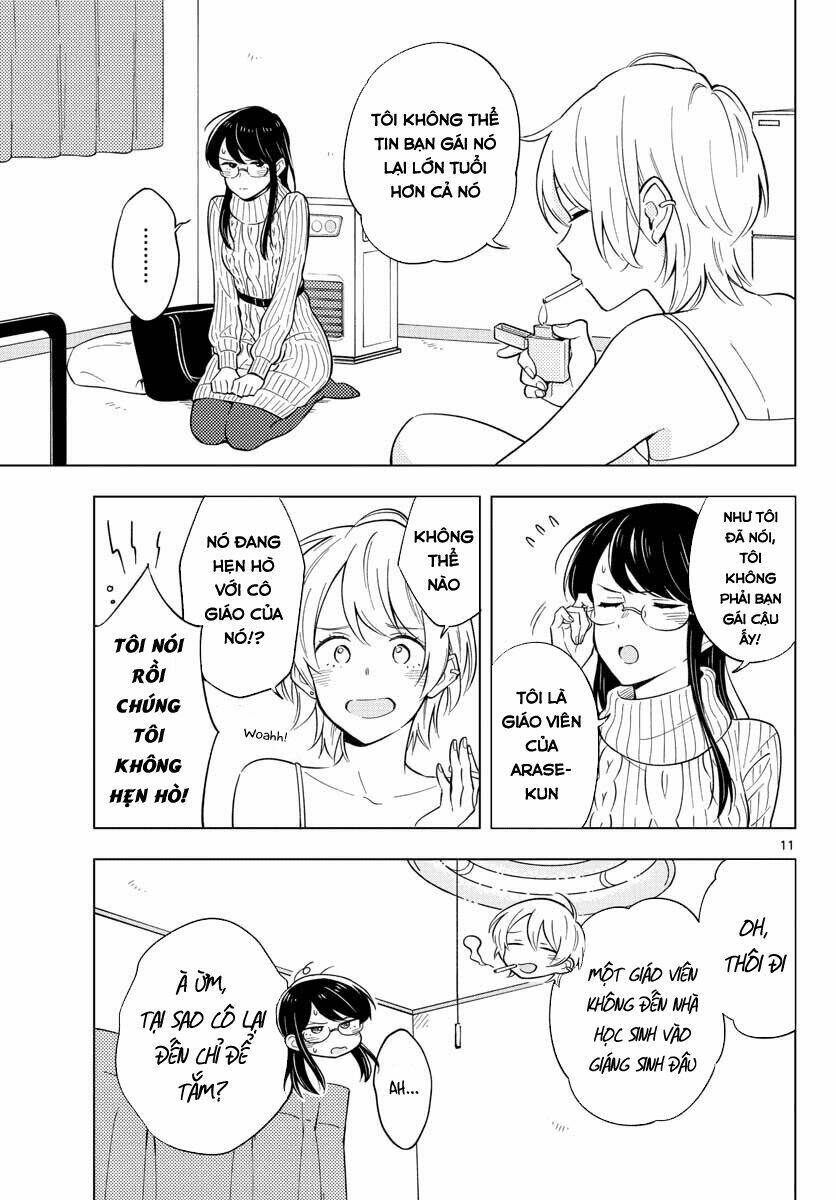 TÔI KHÔNG THỂ
TIN BẠN GÁI NÓ
LẠI LỚN TUỔI
HƠN CẢ NÓ
........
NHƯ TÔI
ĐÃ NÓI,
TÔI
KHÔNG
PHẢI BẠN
GÁI CẬU
ẤY!
TÔI LÀ
GIÁO VIÊN
CỦA
ARASE-
KUN
KHÔNG
THỂ
NÀO
NÓ ĐANG
HẸN HÒ
VỚI CÔ
GIÁO CỦA
NÓ!?
Woahh!
TÔI NÓI
RỒI
CHÚNG
TÔI
KHÔNG
HẸN HÒ!
11
OH,
THÔI ĐI
MỘT GIÁO VIÊN
KHÔNG ĐẾN NHÀ
HỌC SINH VÀO
GIÁNG SINH ĐÂU
AH...
À ỪM,
TẠI SAO CÔ LẠI
ĐẾN CHỈ ĐỂ
TẮM?